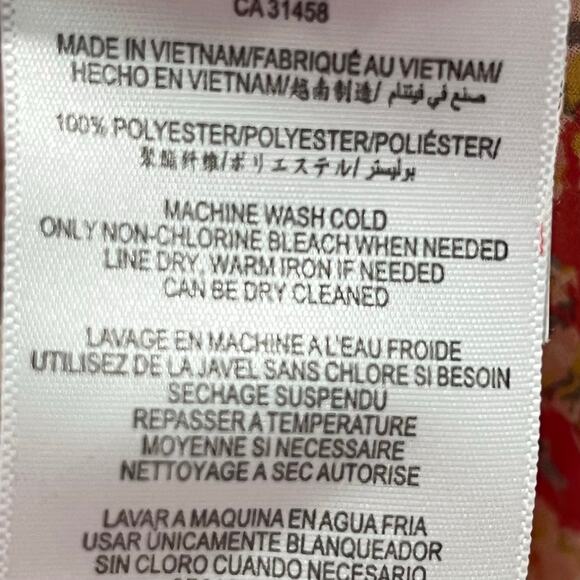 CA 31458
MADE IN VIETNAM/FABRIQUÉ AU VIETNAM/
HECHO EN VIETNAM/越南制造/ صنع في فيتنام
100% POLYESTER/POLYESTER/POLIÉSTER/
聚酯纤维/ポリエステル/ بوليستر
MACHINE WASH COLD
ONLY NON-CHLORINE BLEACH WHEN NEEDED
LINE DRY, WARM IRON IF NEEDED
CAN BE DRY CLEANED
LAVAGE EN MACHINE A L'EAU FROIDE
UTILISEZ DE LA JAVEL SANS CHLORE SI BESOIN
SECHAGE SUSPENDU
REPASSER A TEMPERATURE
MOYENNE SI NECESSAIRE
NETTOYAGE A SEC AUTORISE
LAVAR A MAQUINA EN AGUA FRIA
USAR UNICAMENTE BLANQUEADOR
SIN CLORO CUANDO NECESARIO